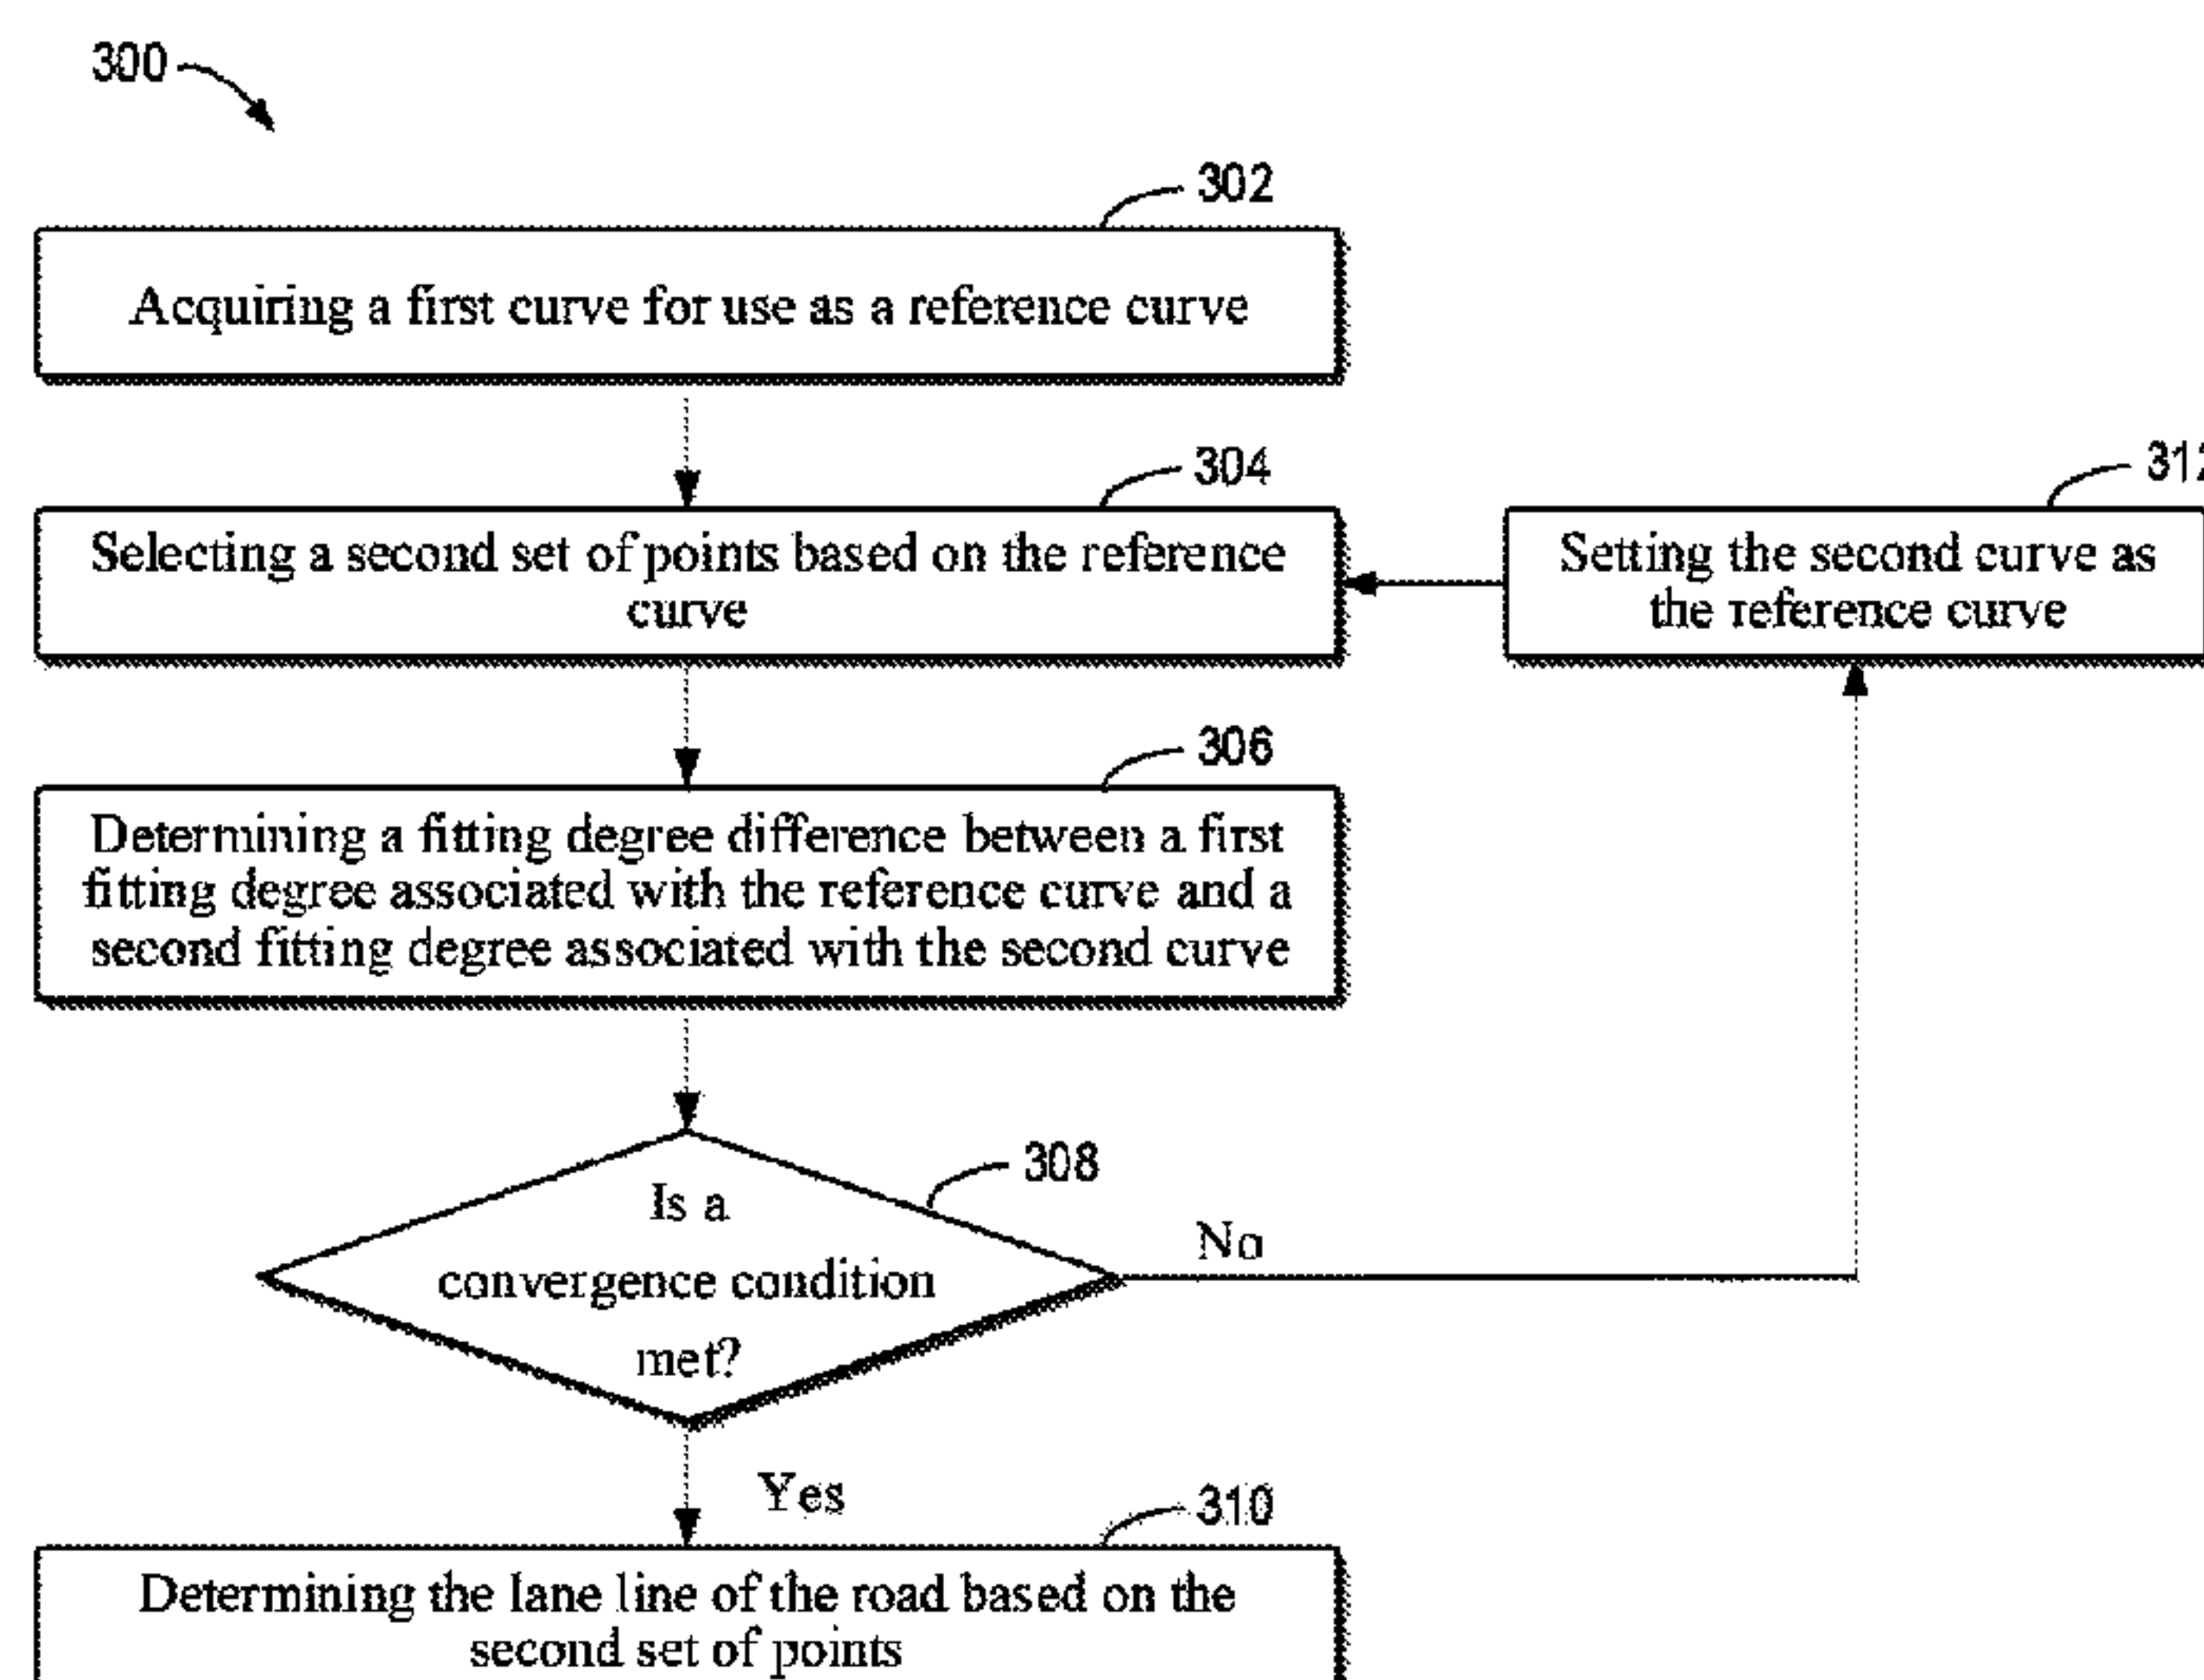 300
302
Acquiring a first curve for use as a reference curve
304
Selecting a second set of points based on the reference
curve
Setting the second curve as
the reference curve
306
Determining a fitting degree difference between a first
fitting degree associated with the reference curve and a
second fitting degree associated with the second curve
308
Is a
convergence condition
met?
No
Yes
310
Determining the lane line of the road based on the
second set of points